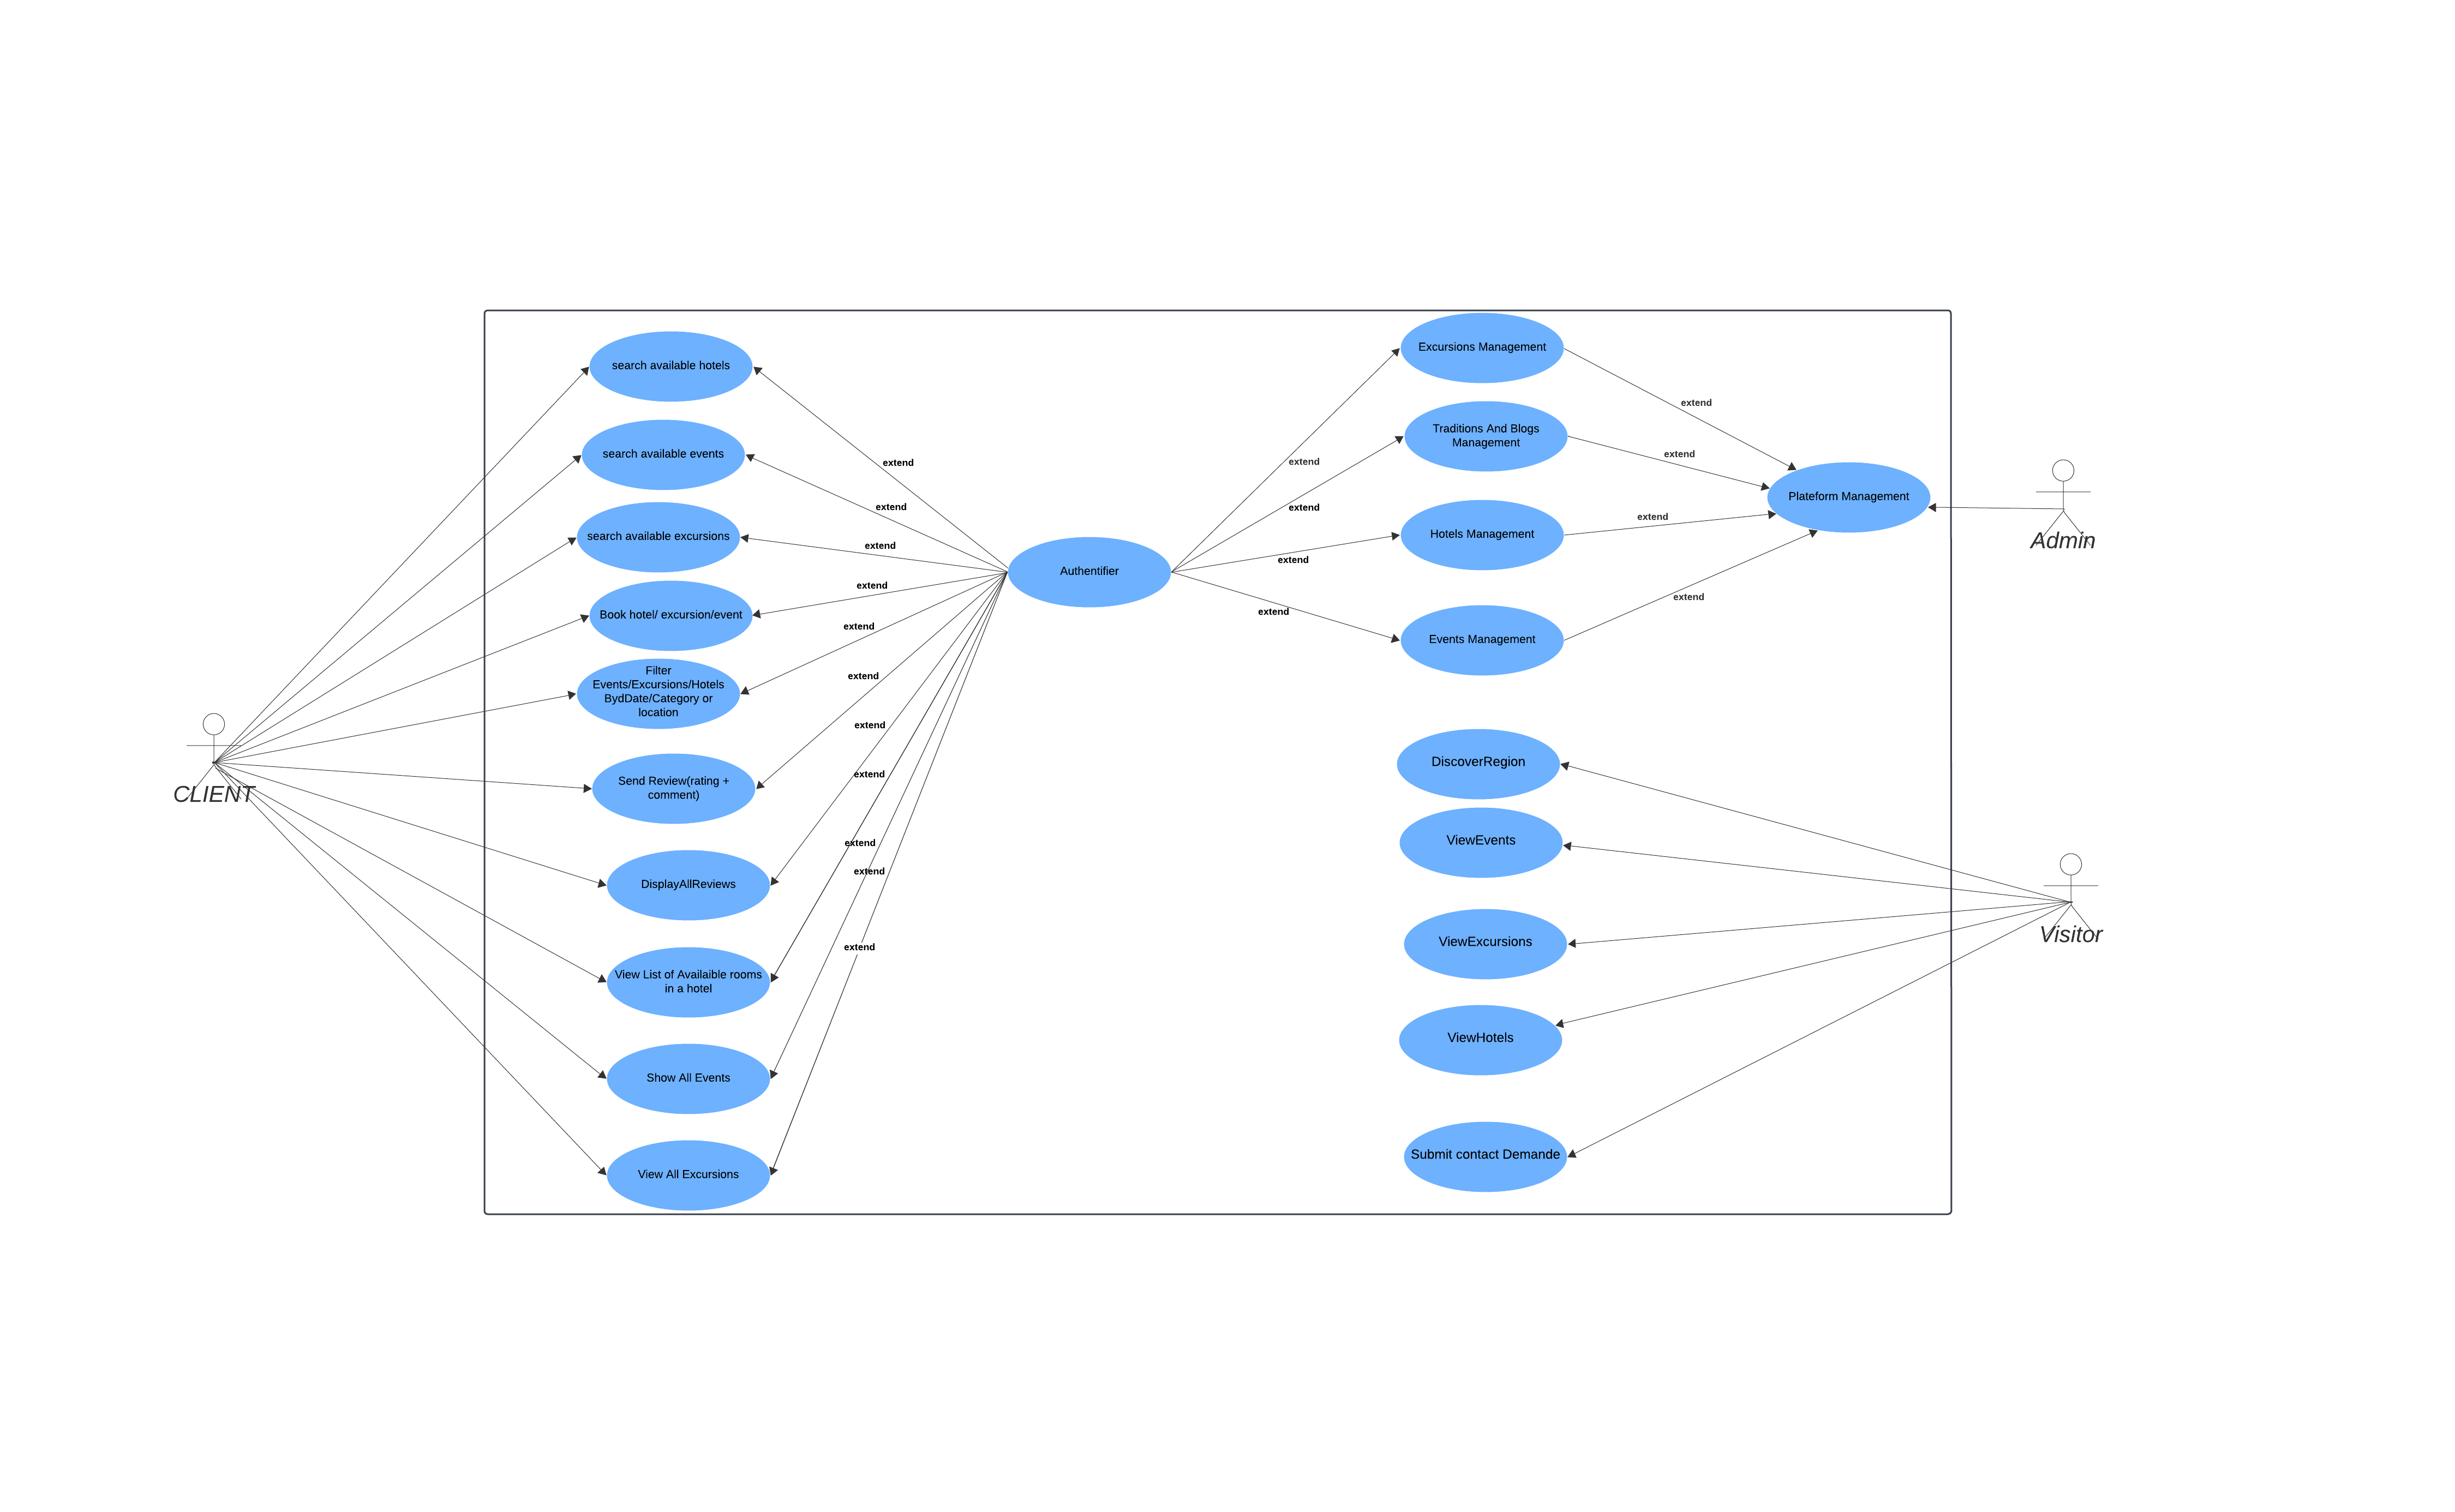 search available hotels
search available events
search available excursions
Book hotel/ excursion/event
Filter
Events/Excursions/Hotels
BydDate/Category or
location
Send Review(rating +
comment)
DisplayAllReviews
View List of Availaible rooms
in a hotel
Show All Events
View All Excursions
CLIENT
extend
extend
extend
extend
extend
extend
extend
extend
extend
extend
extend
Authentifier
extend
extend
extend
extend
Excursions Management
Traditions And Blogs
Management
Hotels Management
Events Management
extend
extend
extend
extend
Plateform Management
Admin
DiscoverRegion
ViewEvents
ViewExcursions
ViewHotels
Submit contact Demande
Visitor